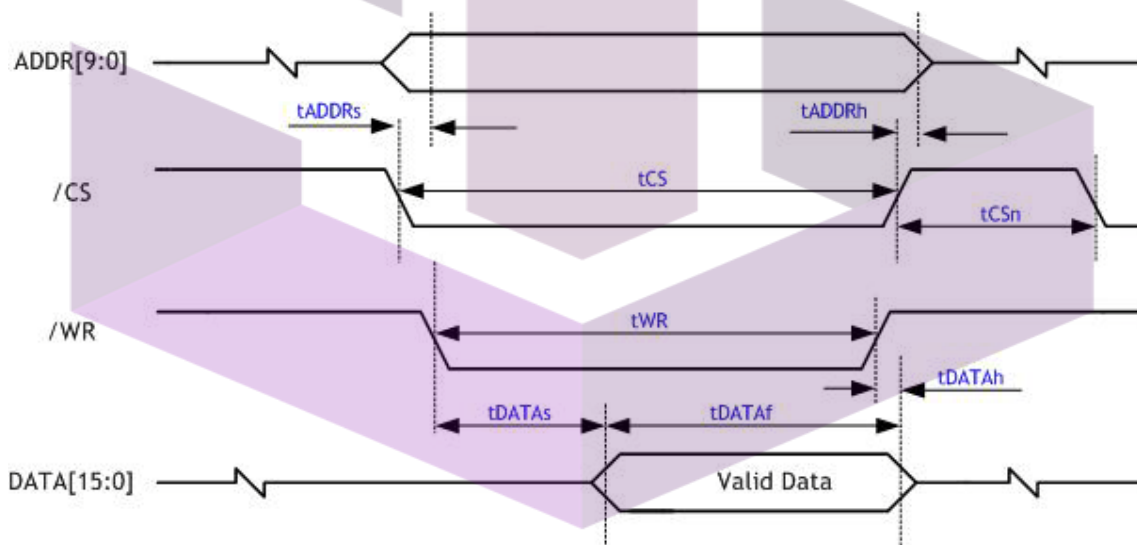 ADDR[9:0]
tADDRs
tADDRh
/CS
tCS
tCSn
/WR
tWR
tDATAh
tDATAs
tDATAf
DATA[15:0]
Valid Data